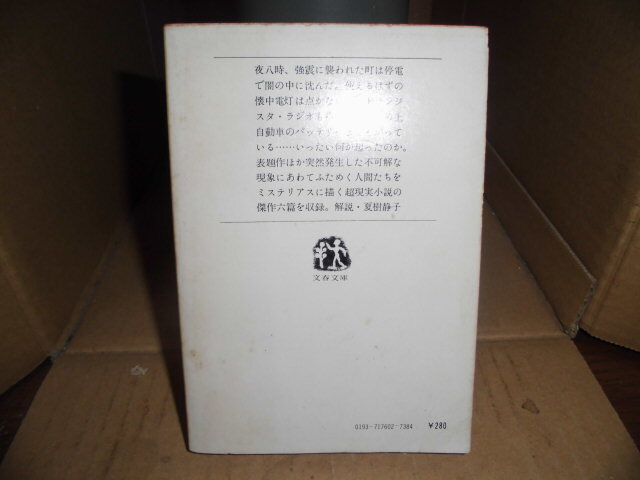 夜八時、強震に襲われた町は停電
で闇の中に沈んだ。使えるはずの
懐中電灯は点かない
スタ・ラジオも
自動車のバッテリ
いる……いったい何が起ったのか。
表題作ほか突然発生した不可解な
現象にあわてふためく人間たちを
ミステリアスに描く超現実小説の
傑作六篇を収録。解説・夏樹静子
文春文庫
0193-717602-7384
¥280